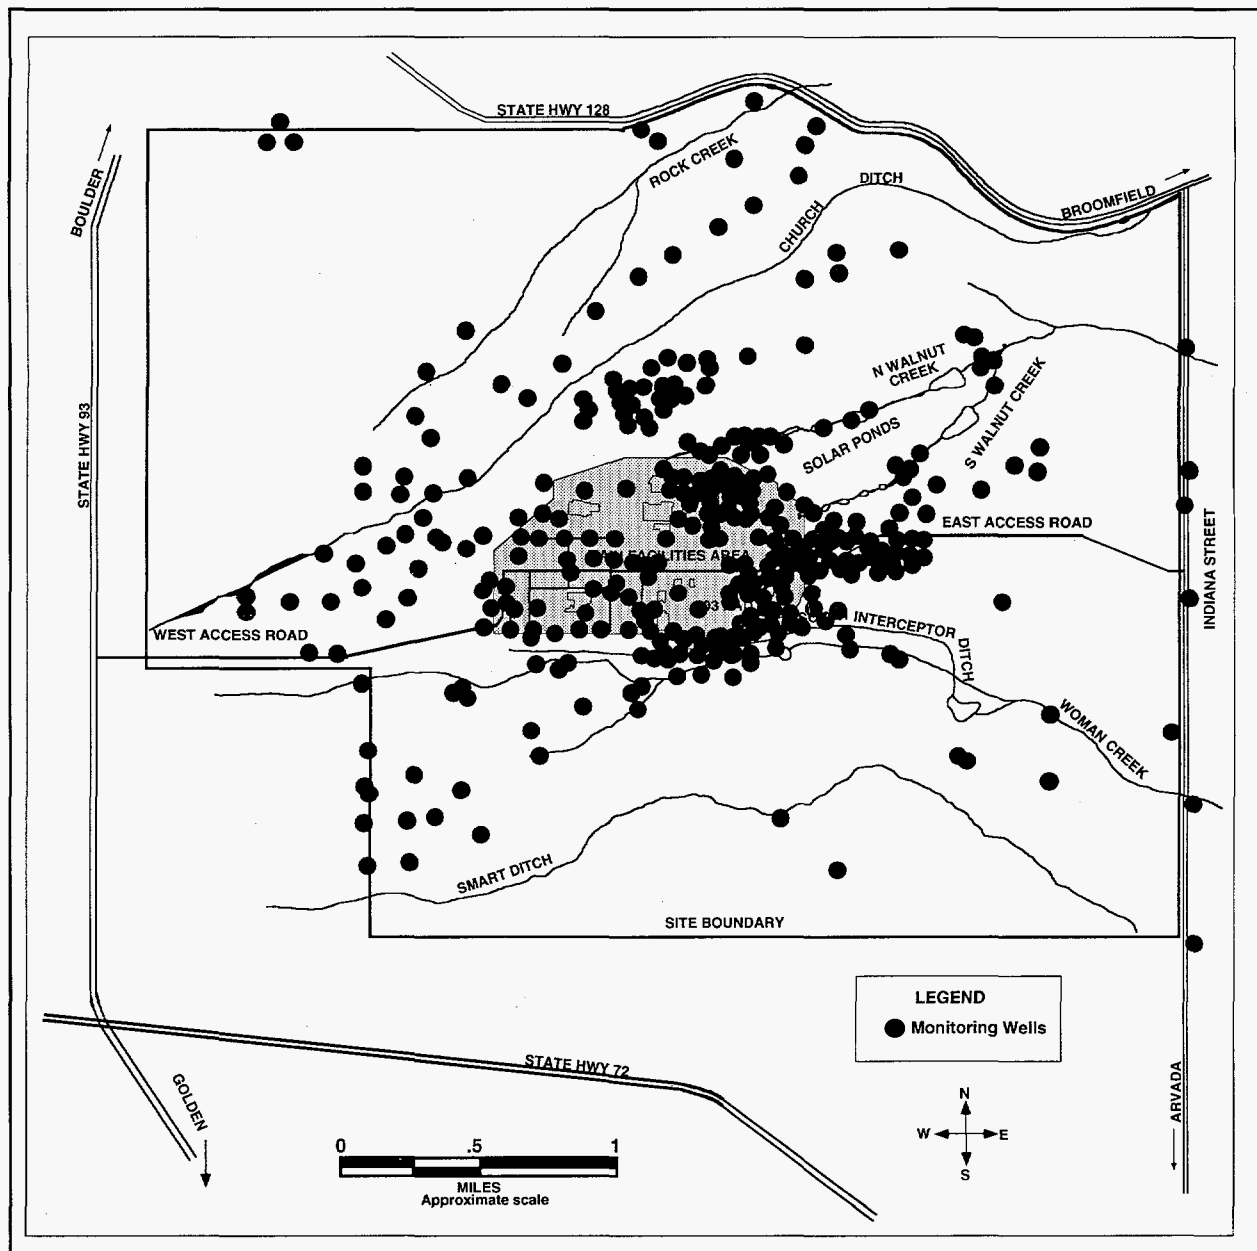 STATE HWY 128
BOULDER
ROCK CREEK
DITCH
BROOMFIELD
CHURCH
STATE HWY 93
N WALNUT
CREEK
S WALNUT CREEK
SOLAR PONDS
EAST ACCESS ROAD
INDIANA STREET
FACILITIES AREA
WEST ACCESS ROAD
INTERCEPTOR
DITCH
WOMAN CREEK
SMART DITCH
SITE BOUNDARY
LEGEND
Monitoring Wells
STATE HWY 72
GOLDEN
ARVADA
N
W E
S
0 .5 1
MILES
Approximate scale